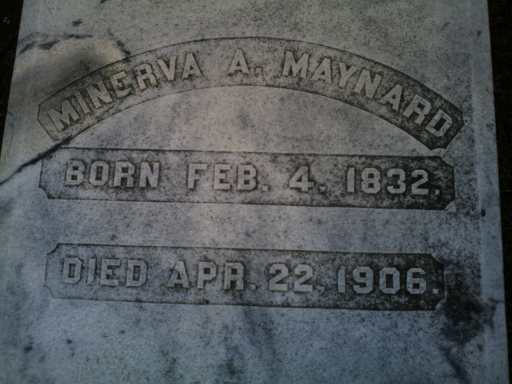 MINERVA A. MAYNARD
BORN FEB. 4. 1832.
DIED APR. 22. 1906.